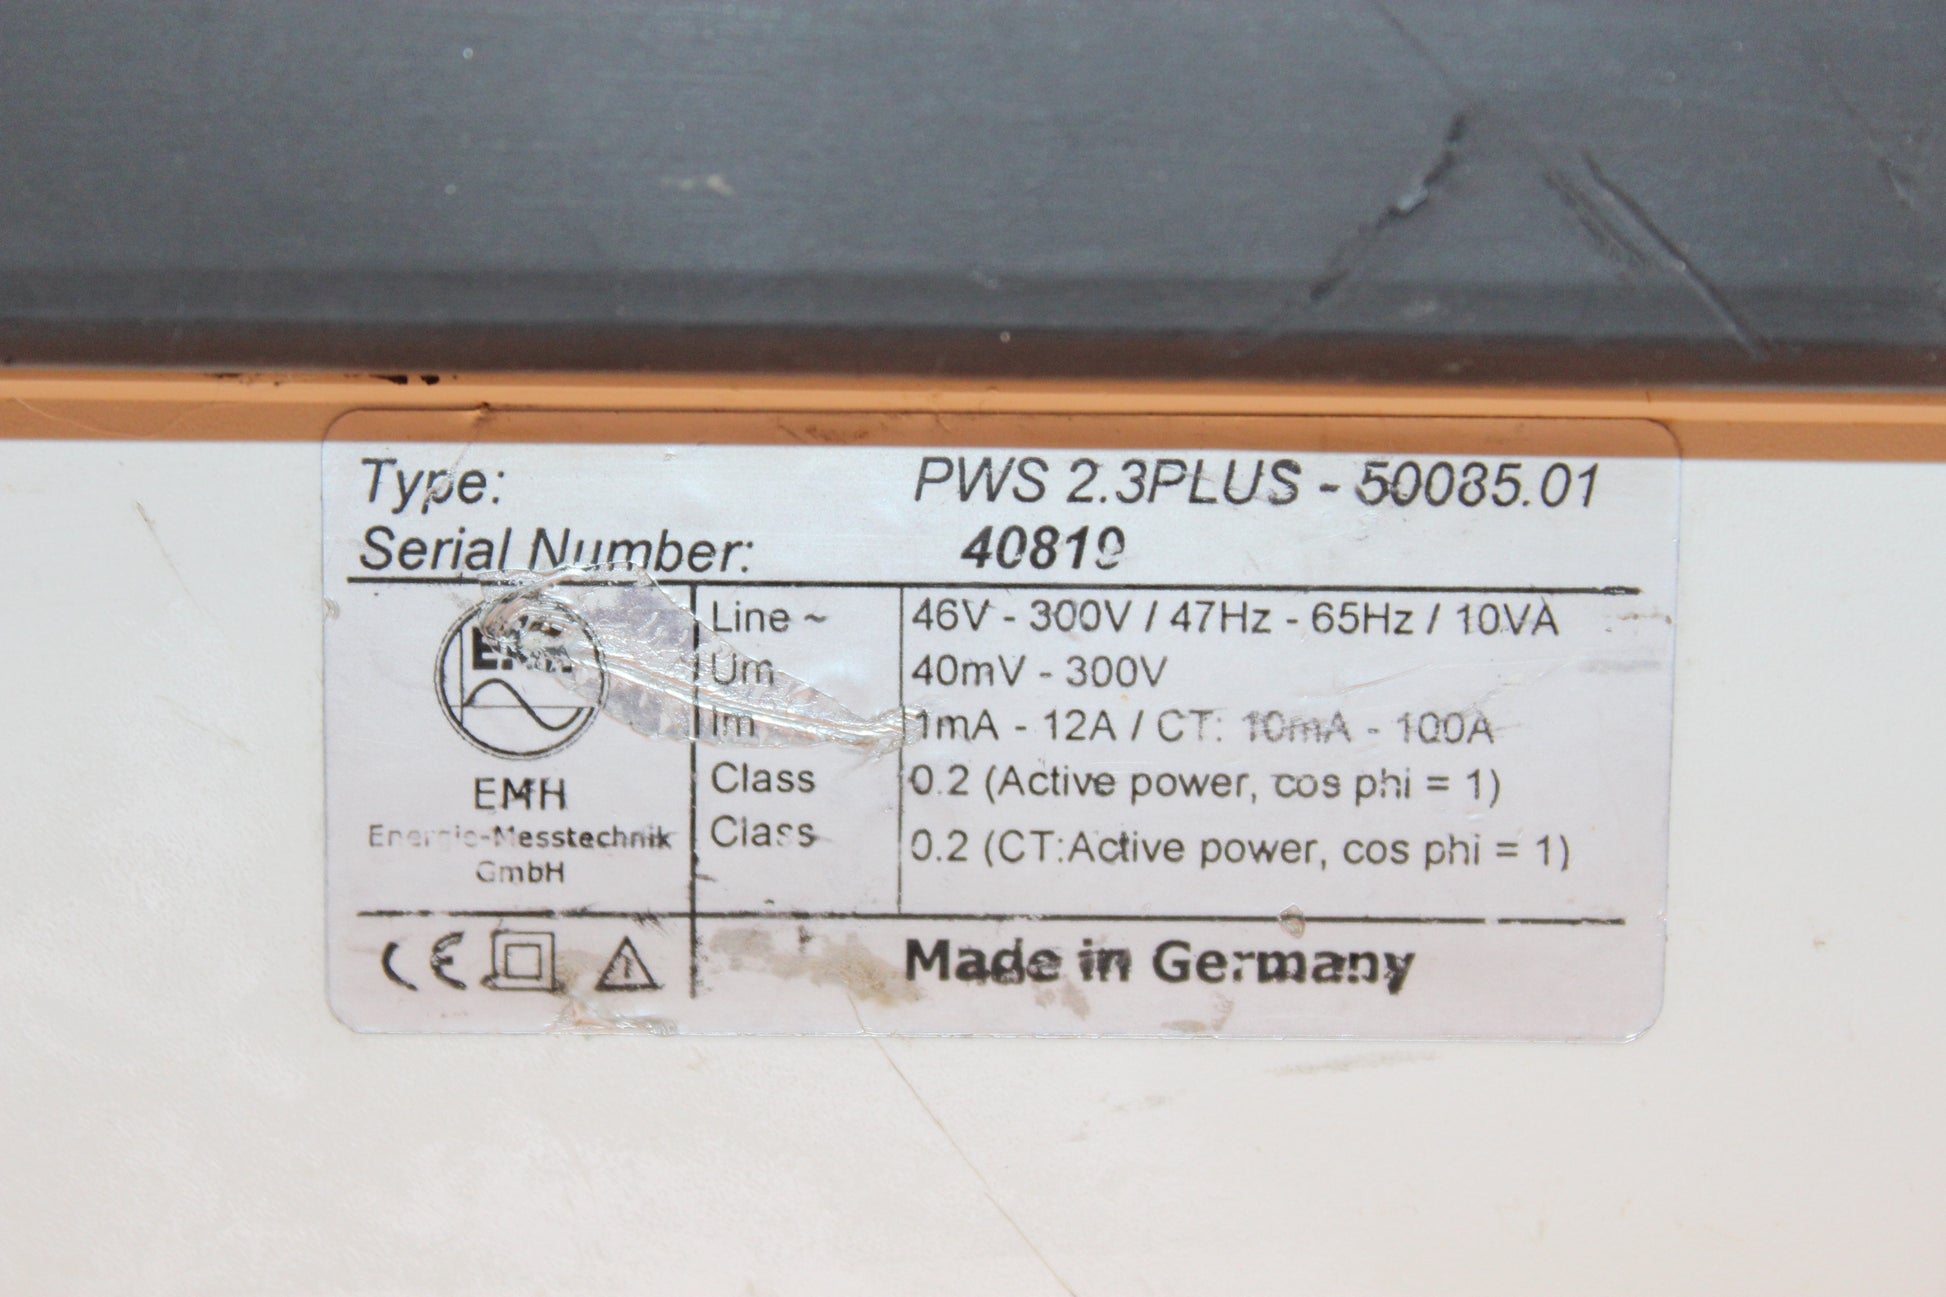 Type: PWS 2.3PLUS - 50085.01
Serial Number: 40819
EMH
Line ~ 46V - 300V / 47Hz - 65Hz / 10VA
Um 40mV - 300V
Im 1mA - 12A / CT: 10mA - 100A
Class 0.2 (Active power, cos phi = 1)
Class 0.2 (CT:Active power, cos phi = 1)
EMH
Energie-Messtechnik
GmbH
CE
Made in Germany